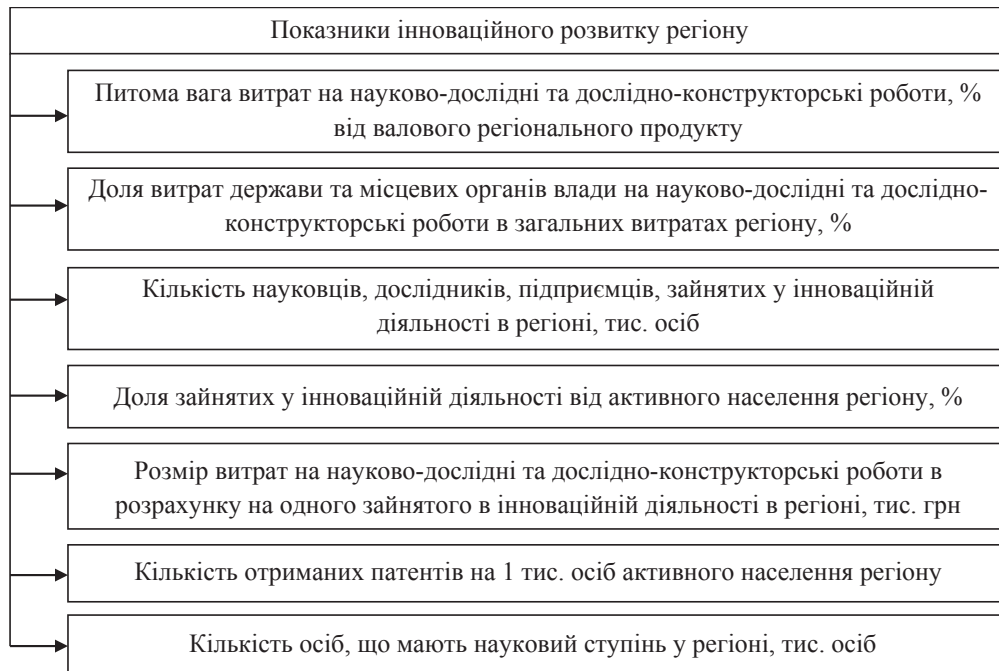 Показники інноваційного розвитку регіону
Питома вага витрат на науково-дослідні та дослідно-конструкторські роботи, %
від валового регіонального продукту
Доля витрат держави та місцевих органів влади на науково-дослідні та дослідно-
конструкторські роботи в загальних витратах регіону, %
Кількість науковців, дослідників, підприємців, зайнятих у інноваційній
діяльності в регіоні, тис. осіб
Доля зайнятих у інноваційній діяльності від активного населення регіону, %
Розмір витрат на науково-дослідні та дослідно-конструкторські роботи в
розрахунку на одного зайнятого в інноваційній діяльності в регіоні, тис. грн
Кількість отриманих патентів на 1 тис. осіб активного населення регіону
Кількість осіб, що мають науковий ступінь у регіоні, тис. осіб